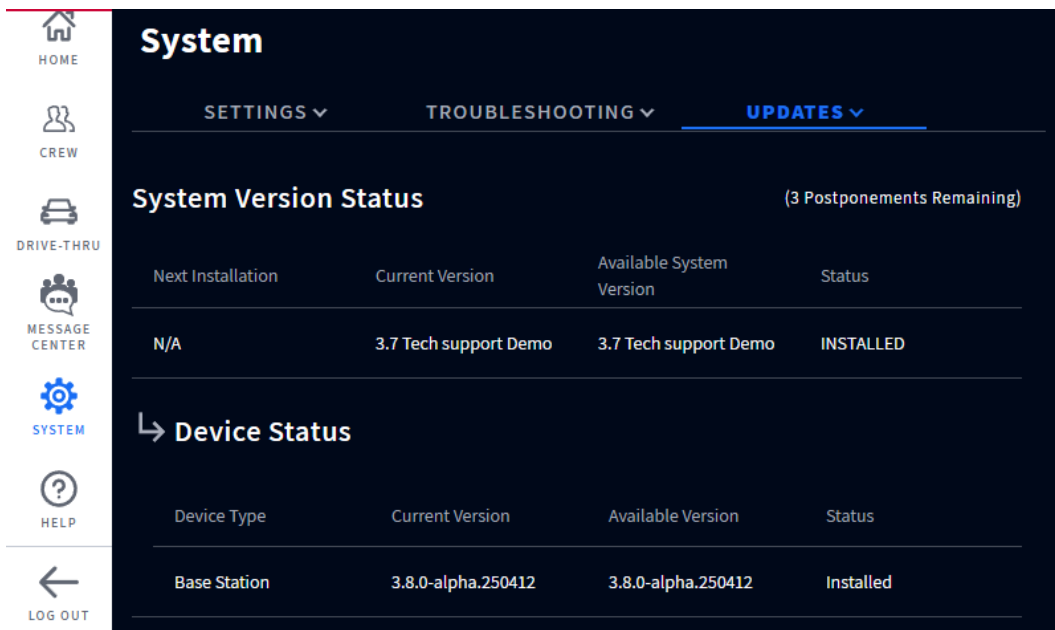 HOME
CREW
DRIVE-THRU
MESSAGE
CENTER
SYSTEM
HELP
LOG OUT
System
SETTINGS TROUBLESHOOTING UPDATES
System Version Status (3 Postponements Remaining)
Next Installation Current Version Available System Version Status
N/A 3.7 Tech support Demo 3.7 Tech support Demo INSTALLED
Device Status
Device Type Current Version Available Version Status
Base Station 3.8.0-alpha.250412 3.8.0-alpha.250412 Installed